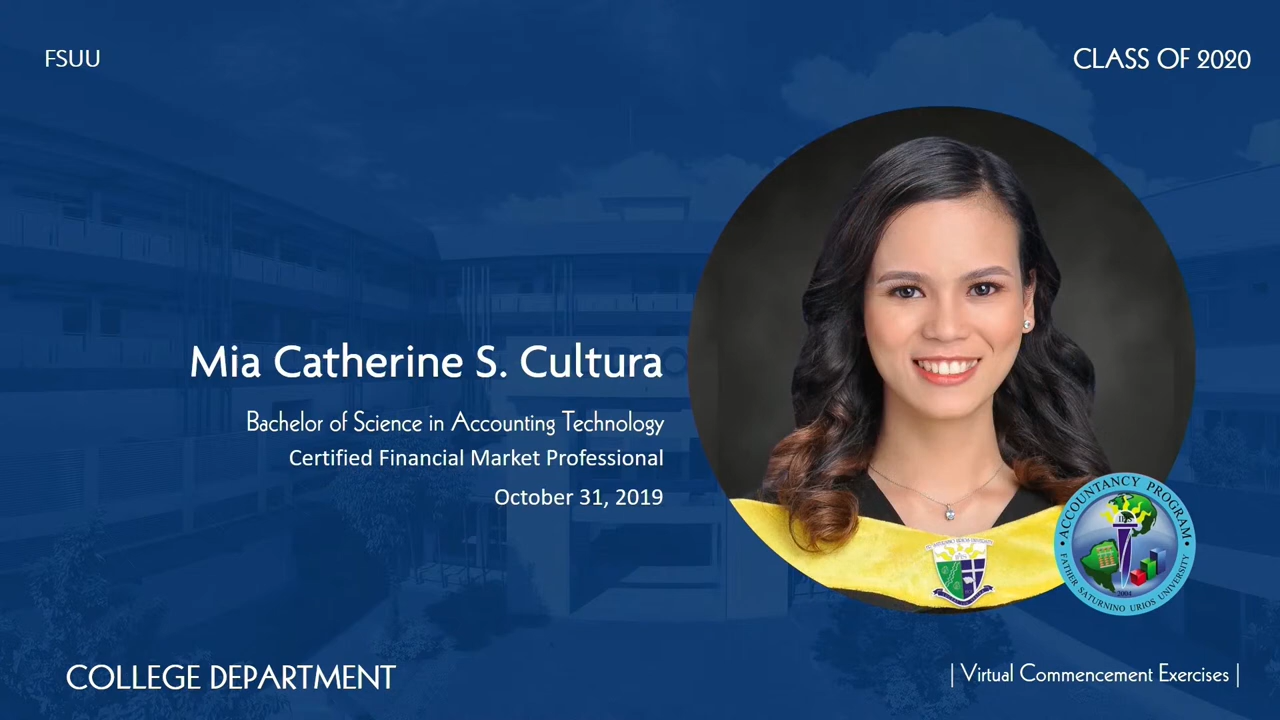 FSUU
CLASS OF 2020
Mia Catherine S. Cultura
Bachelor of Science in Accounting Technology
Certified Financial Market Professional
October 31, 2019
ACCOUNTANCY PROGRAM
FATHER SATURNINO URIOS UNIVERSITY
COLLEGE DEPARTMENT
| Virtual Commencement Exercises |